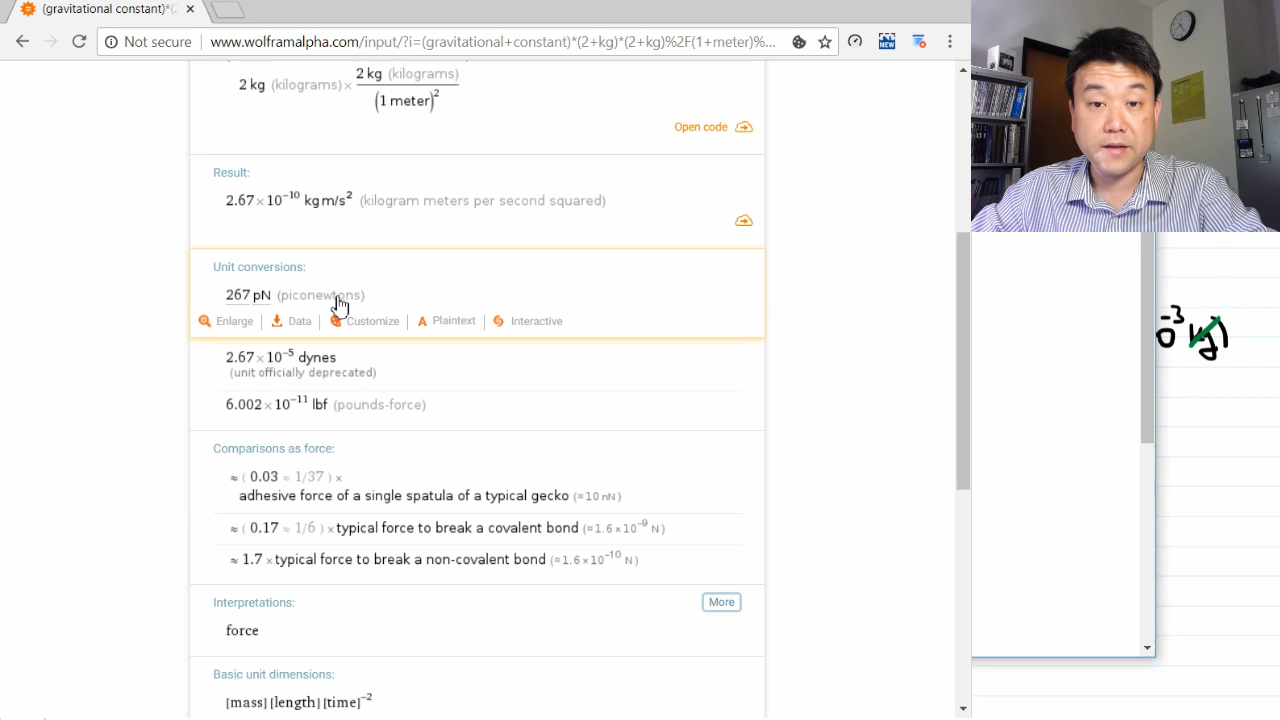 (gravitational constant)*(2
Not secure
www.wolframalpha.com/input/?i=(gravitational+constant)*(2+kg)*(2+kg)%2F(1+meter)%...
NEW
2 kg (kilograms) × 2 kg (kilograms)
(1 meter)²
Open code
Result:
2.67×10⁻¹⁰ kg m/s² (kilogram meters per second squared)
Unit conversions:
267 pN (piconewtons)
Enlarge
Data
Customize
A Plaintext
Interactive
2.67×10⁻⁵ dynes
(unit officially deprecated)
6.002×10⁻¹¹ lbf (pounds-force)
Comparisons as force:
≈ ( 0.03 ≈ 1/37 ) ×
adhesive force of a single spatula of a typical gecko (≈ 10 nN)
≈ ( 0.17 ≈ 1/6 ) × typical force to break a covalent bond (≈ 1.6×10⁻⁹ N)
≈ 1.7 × typical force to break a non-covalent bond (≈ 1.6×10⁻¹⁰ N)
Interpretations:
More
force
Basic unit dimensions:
[mass] [length] [time]⁻²
0⁻³ kg)